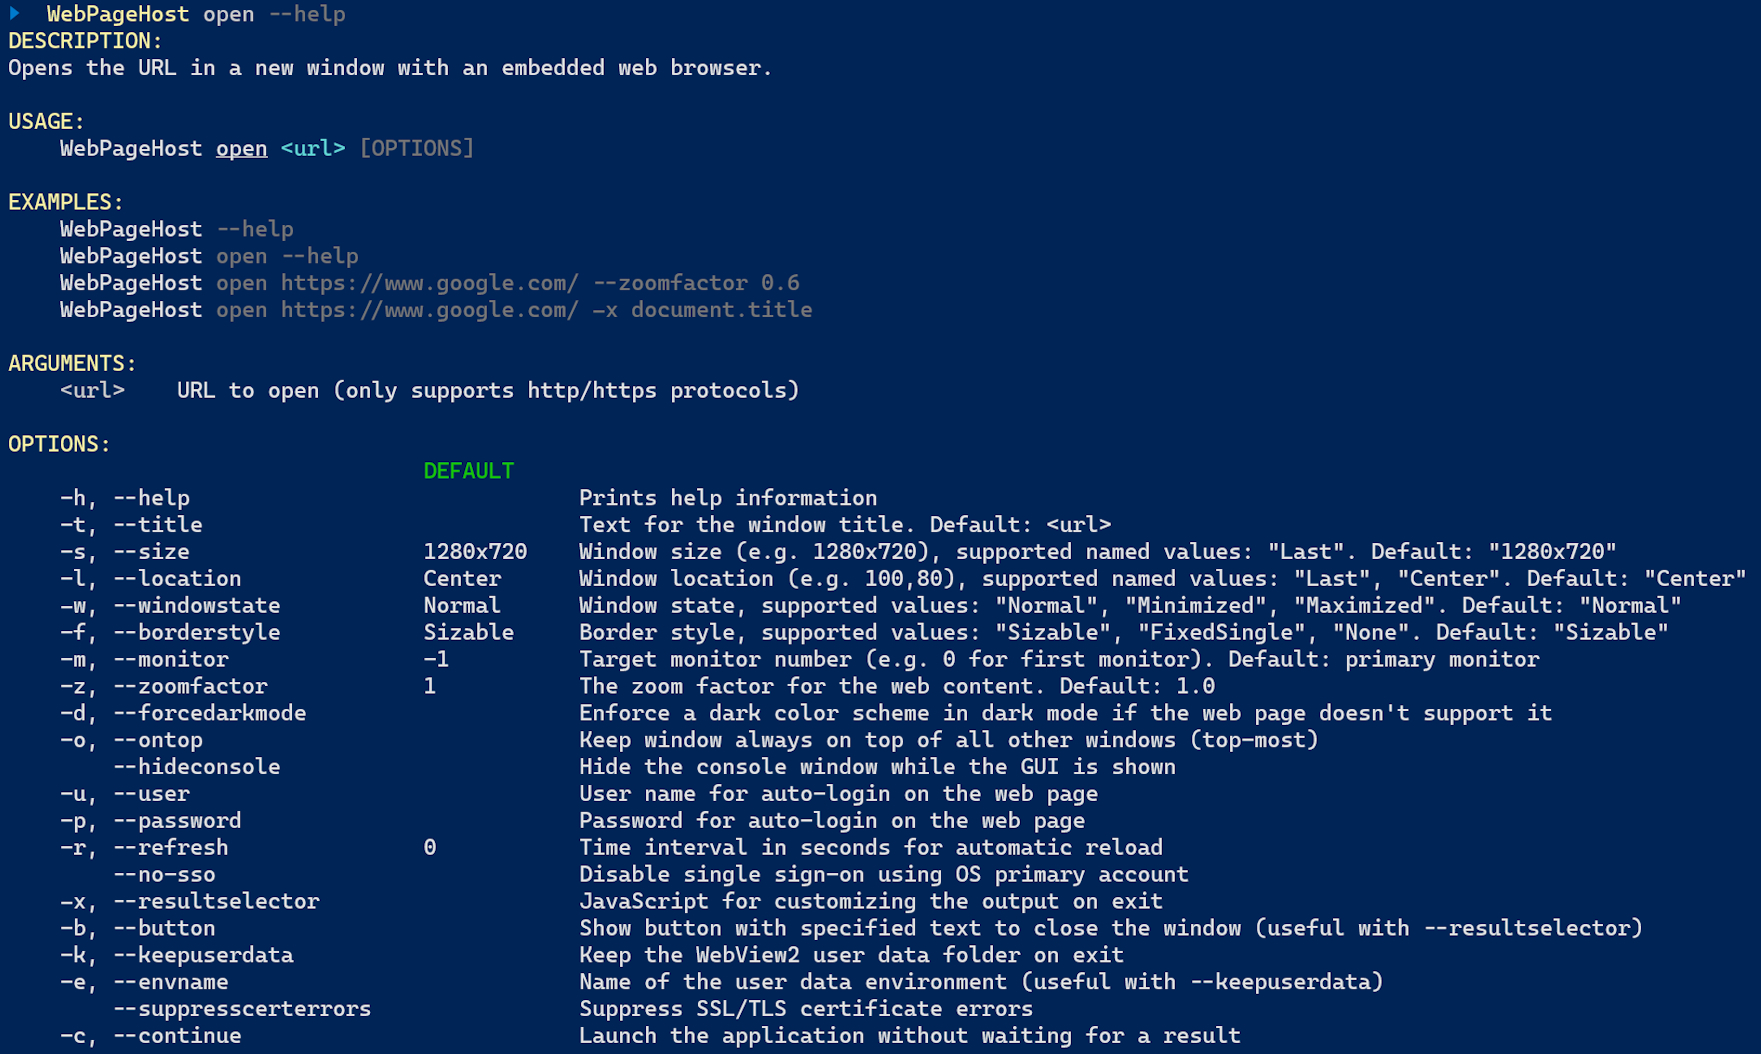 WebPageHost open --help
DESCRIPTION:
Opens the URL in a new window with an embedded web browser.
USAGE:
WebPageHost open <url> [OPTIONS]
EXAMPLES:
WebPageHost --help
WebPageHost open --help
WebPageHost open https://www.google.com/ --zoomfactor 0.6
WebPageHost open https://www.google.com/ -x document.title
ARGUMENTS:
<url> URL to open (only supports http/https protocols)
OPTIONS:
DEFAULT
-h, --help Prints help information
-t, --title Text for the window title. Default: <url>
-s, --size 1280x720 Window size (e.g. 1280x720), supported named values: "Last". Default: "1280x720"
-l, --location Center Window location (e.g. 100,80), supported named values: "Last", "Center". Default: "Center"
-w, --windowstate Normal Window state, supported values: "Normal", "Minimized", "Maximized". Default: "Normal"
-f, --borderstyle Sizable Border style, supported values: "Sizable", "FixedSingle", "None". Default: "Sizable"
-m, --monitor -1 Target monitor number (e.g. 0 for first monitor). Default: primary monitor
-z, --zoomfactor 1 The zoom factor for the web content. Default: 1.0
-d, --forcedarkmode Enforce a dark color scheme in dark mode if the web page doesn't support it
-o, --ontop Keep window always on top of all other windows (top-most)
--hideconsole Hide the console window while the GUI is shown
-u, --user User name for auto-login on the web page
-p, --password Password for auto-login on the web page
-r, --refresh 0 Time interval in seconds for automatic reload
--no-sso Disable single sign-on using OS primary account
-x, --resultselector JavaScript for customizing the output on exit
-b, --button Show button with specified text to close the window (useful with --resultselector)
-k, --keepuserdata Keep the WebView2 user data folder on exit
-e, --envname Name of the user data environment (useful with --keepuserdata)
--suppresscerterrors Suppress SSL/TLS certificate errors
-c, --continue Launch the application without waiting for a result